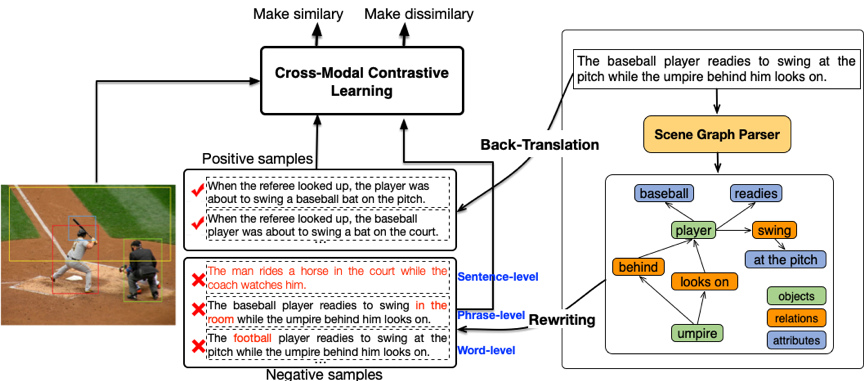 Make similary
Make dissimilary
Cross-Modal Contrastive
Learning
The baseball player readies to swing at the
pitch while the umpire behind him looks on.
Back-Translation
Scene Graph Parser
Positive samples
When the referee looked up, the player was
about to swing a baseball bat on the pitch.
When the referee looked up, the baseball
player was about to swing a bat on the court.
...
baseball
readies
player
swing
at the pitch
behind
looks on
umpire
objects
relations
attributes
The man rides a horse in the court while the
coach watches him.
Sentence-level
The baseball player readies to swing in the
room while the umpire behind him looks on.
Phrase-level
Rewriting
The football player readies to swing at the
pitch while the umpire behind him looks on.
Word-level
...
Negative samples